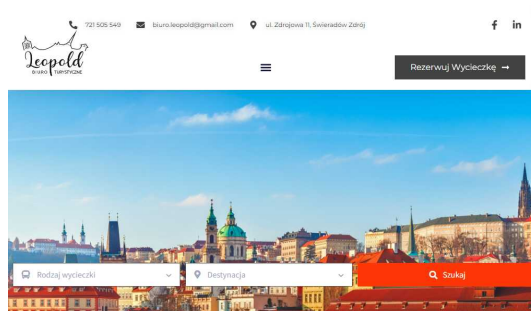 721 505 549 biuro.leopold@gmail.com ul. Zdrojowa 11, Świeradów Zdrój
Leopold
BIURO TURYSTYCZNE
Rezerwuj Wycieczkę →
Rodzaj wycieczki Destynacja Szukaj